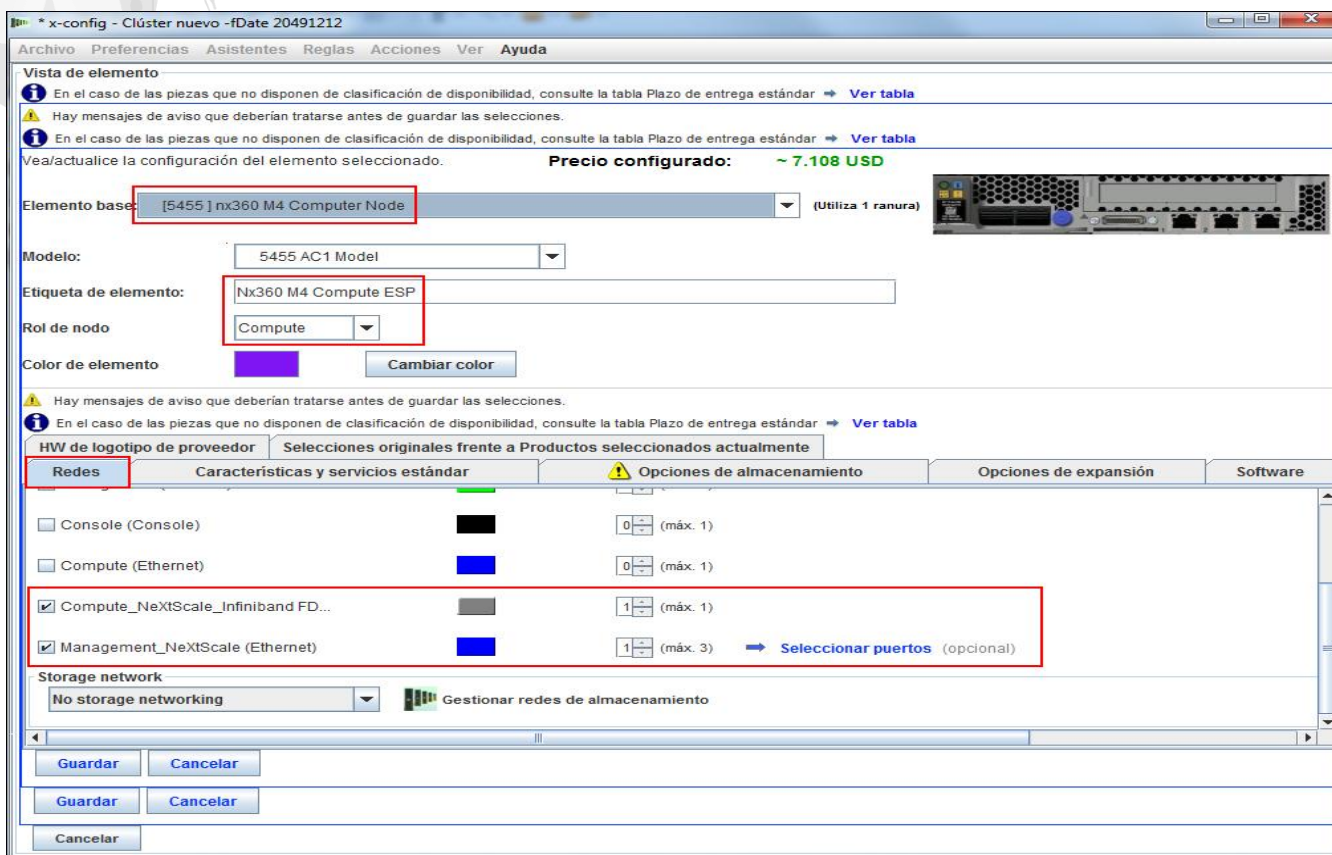 * x-config - Clúster nuevo -fDate 20491212
Archivo Preferencias Asistentes Reglas Acciones Ver Ayuda
Vista de elemento
En el caso de las piezas que no disponen de clasificación de disponibilidad, consulte la tabla Plazo de entrega estándar Ver tabla
Hay mensajes de aviso que deberían tratarse antes de guardar las selecciones.
En el caso de las piezas que no disponen de clasificación de disponibilidad, consulte la tabla Plazo de entrega estándar Ver tabla
Vea/actualice la configuración del elemento seleccionado. Precio configurado: ~ 7.108 USD
Elemento base: [5455 ] nx360 M4 Computer Node (Utiliza 1 ranura)
Modelo: 5455 AC1 Model
Etiqueta de elemento: Nx360 M4 Compute ESP
Rol de nodo Compute
Color de elemento Cambiar color
Hay mensajes de aviso que deberían tratarse antes de guardar las selecciones.
En el caso de las piezas que no disponen de clasificación de disponibilidad, consulte la tabla Plazo de entrega estándar Ver tabla
HW de logotipo de proveedor Selecciones originales frente a Productos seleccionados actualmente
Redes Características y servicios estándar Opciones de almacenamiento Opciones de expansión Software
Console (Console) 0 (máx. 1)
Compute (Ethernet) 0 (máx. 1)
Compute_NeXtScale_Infiniband FD... 1 (máx. 1)
Management_NeXtScale (Ethernet) 1 (máx. 3) Seleccionar puertos (opcional)
Storage network
No storage networking Gestionar redes de almacenamiento
Guardar Cancelar
Guardar Cancelar
Cancelar